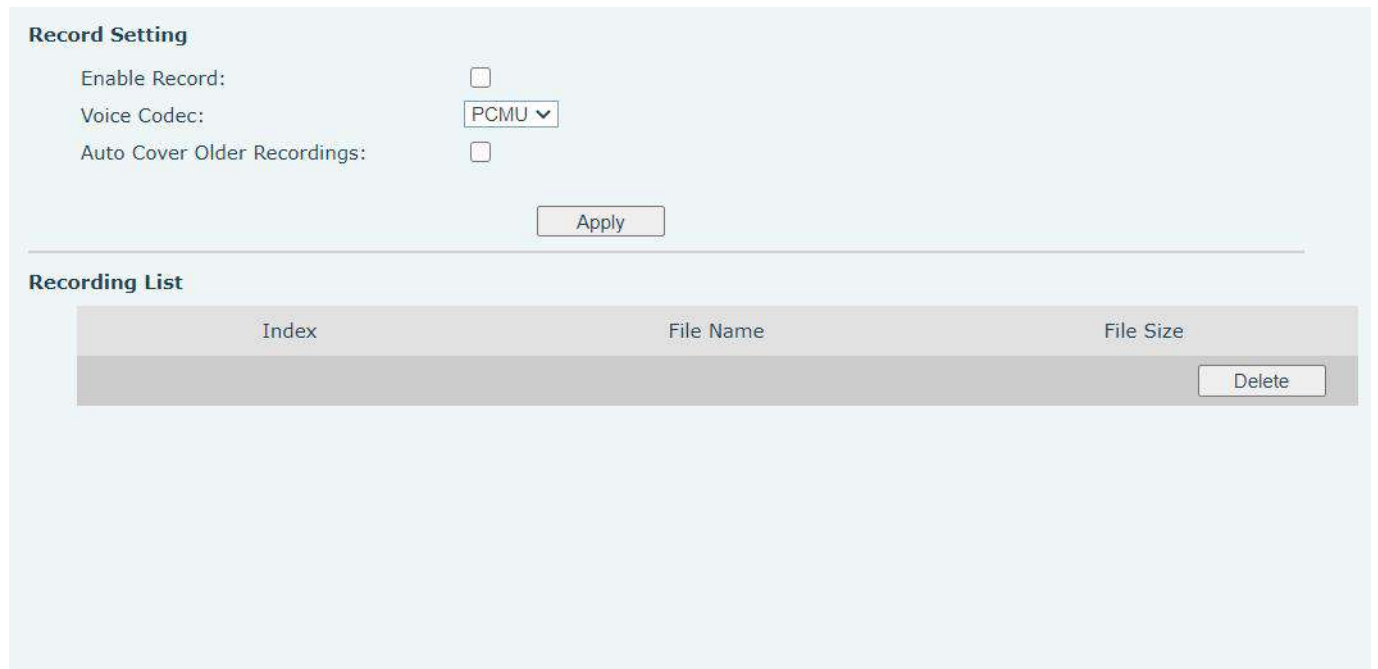 Record Setting
Enable Record:
Voice Codec: PCMU
Auto Cover Older Recordings:
Apply
Recording List
Index File Name File Size
Delete